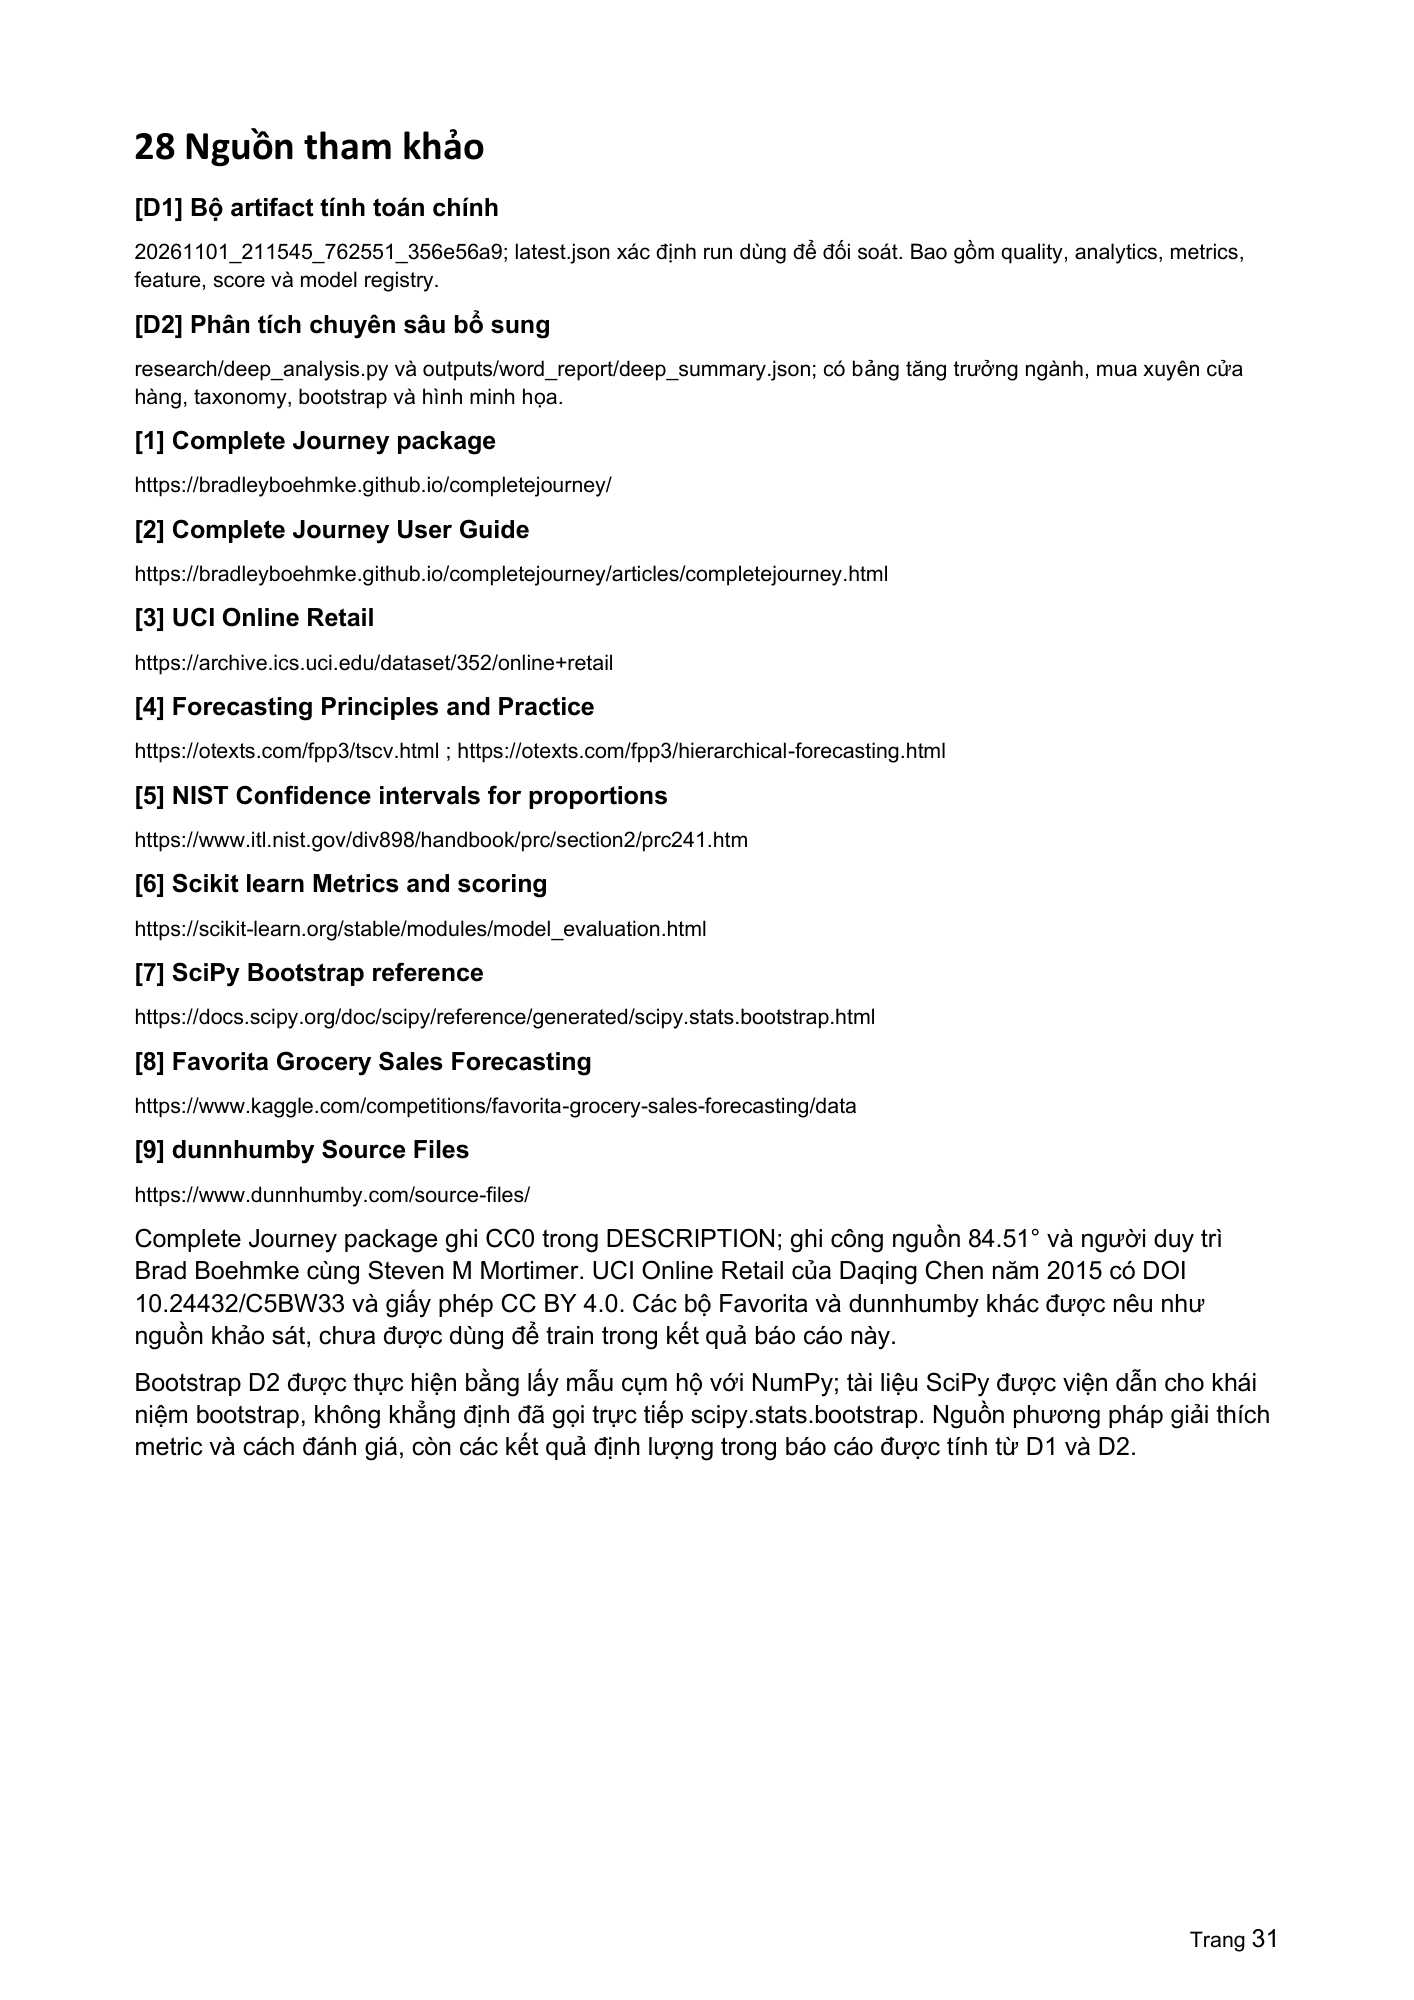 28 Nguồn tham khảo
[D1] Bộ artifact tính toán chính
20261101_211545_762551_356e56a9; latest.json xác định run dùng để đối soát. Bao gồm quality, analytics, metrics,
feature, score và model registry.
[D2] Phân tích chuyên sâu bổ sung
research/deep_analysis.py và outputs/word_report/deep_summary.json; có bảng tăng trưởng ngành, mua xuyên cửa
hàng, taxonomy, bootstrap và hình minh họa.
[1] Complete Journey package
https://bradleyboehmke.github.io/completejourney/
[2] Complete Journey User Guide
https://bradleyboehmke.github.io/completejourney/articles/completejourney.html
[3] UCI Online Retail
https://archive.ics.uci.edu/dataset/352/online+retail
[4] Forecasting Principles and Practice
https://otexts.com/fpp3/tscv.html ; https://otexts.com/fpp3/hierarchical-forecasting.html
[5] NIST Confidence intervals for proportions
https://www.itl.nist.gov/div898/handbook/prc/section2/prc241.htm
[6] Scikit learn Metrics and scoring
https://scikit-learn.org/stable/modules/model_evaluation.html
[7] SciPy Bootstrap reference
https://docs.scipy.org/doc/scipy/reference/generated/scipy.stats.bootstrap.html
[8] Favorita Grocery Sales Forecasting
https://www.kaggle.com/competitions/favorita-grocery-sales-forecasting/data
[9] dunnhumby Source Files
https://www.dunnhumby.com/source-files/
Complete Journey package ghi CC0 trong DESCRIPTION; ghi công nguồn 84.51° và người duy trì
Brad Boehmke cùng Steven M Mortimer. UCI Online Retail của Daqing Chen năm 2015 có DOI
10.24432/C5BW33 và giấy phép CC BY 4.0. Các bộ Favorita và dunnhumby khác được nêu như
nguồn khảo sát, chưa được dùng để train trong kết quả báo cáo này.
Bootstrap D2 được thực hiện bằng lấy mẫu cụm hộ với NumPy; tài liệu SciPy được viện dẫn cho khái
niệm bootstrap, không khẳng định đã gọi trực tiếp scipy.stats.bootstrap. Nguồn phương pháp giải thích
metric và cách đánh giá, còn các kết quả định lượng trong báo cáo được tính từ D1 và D2.
Trang 31